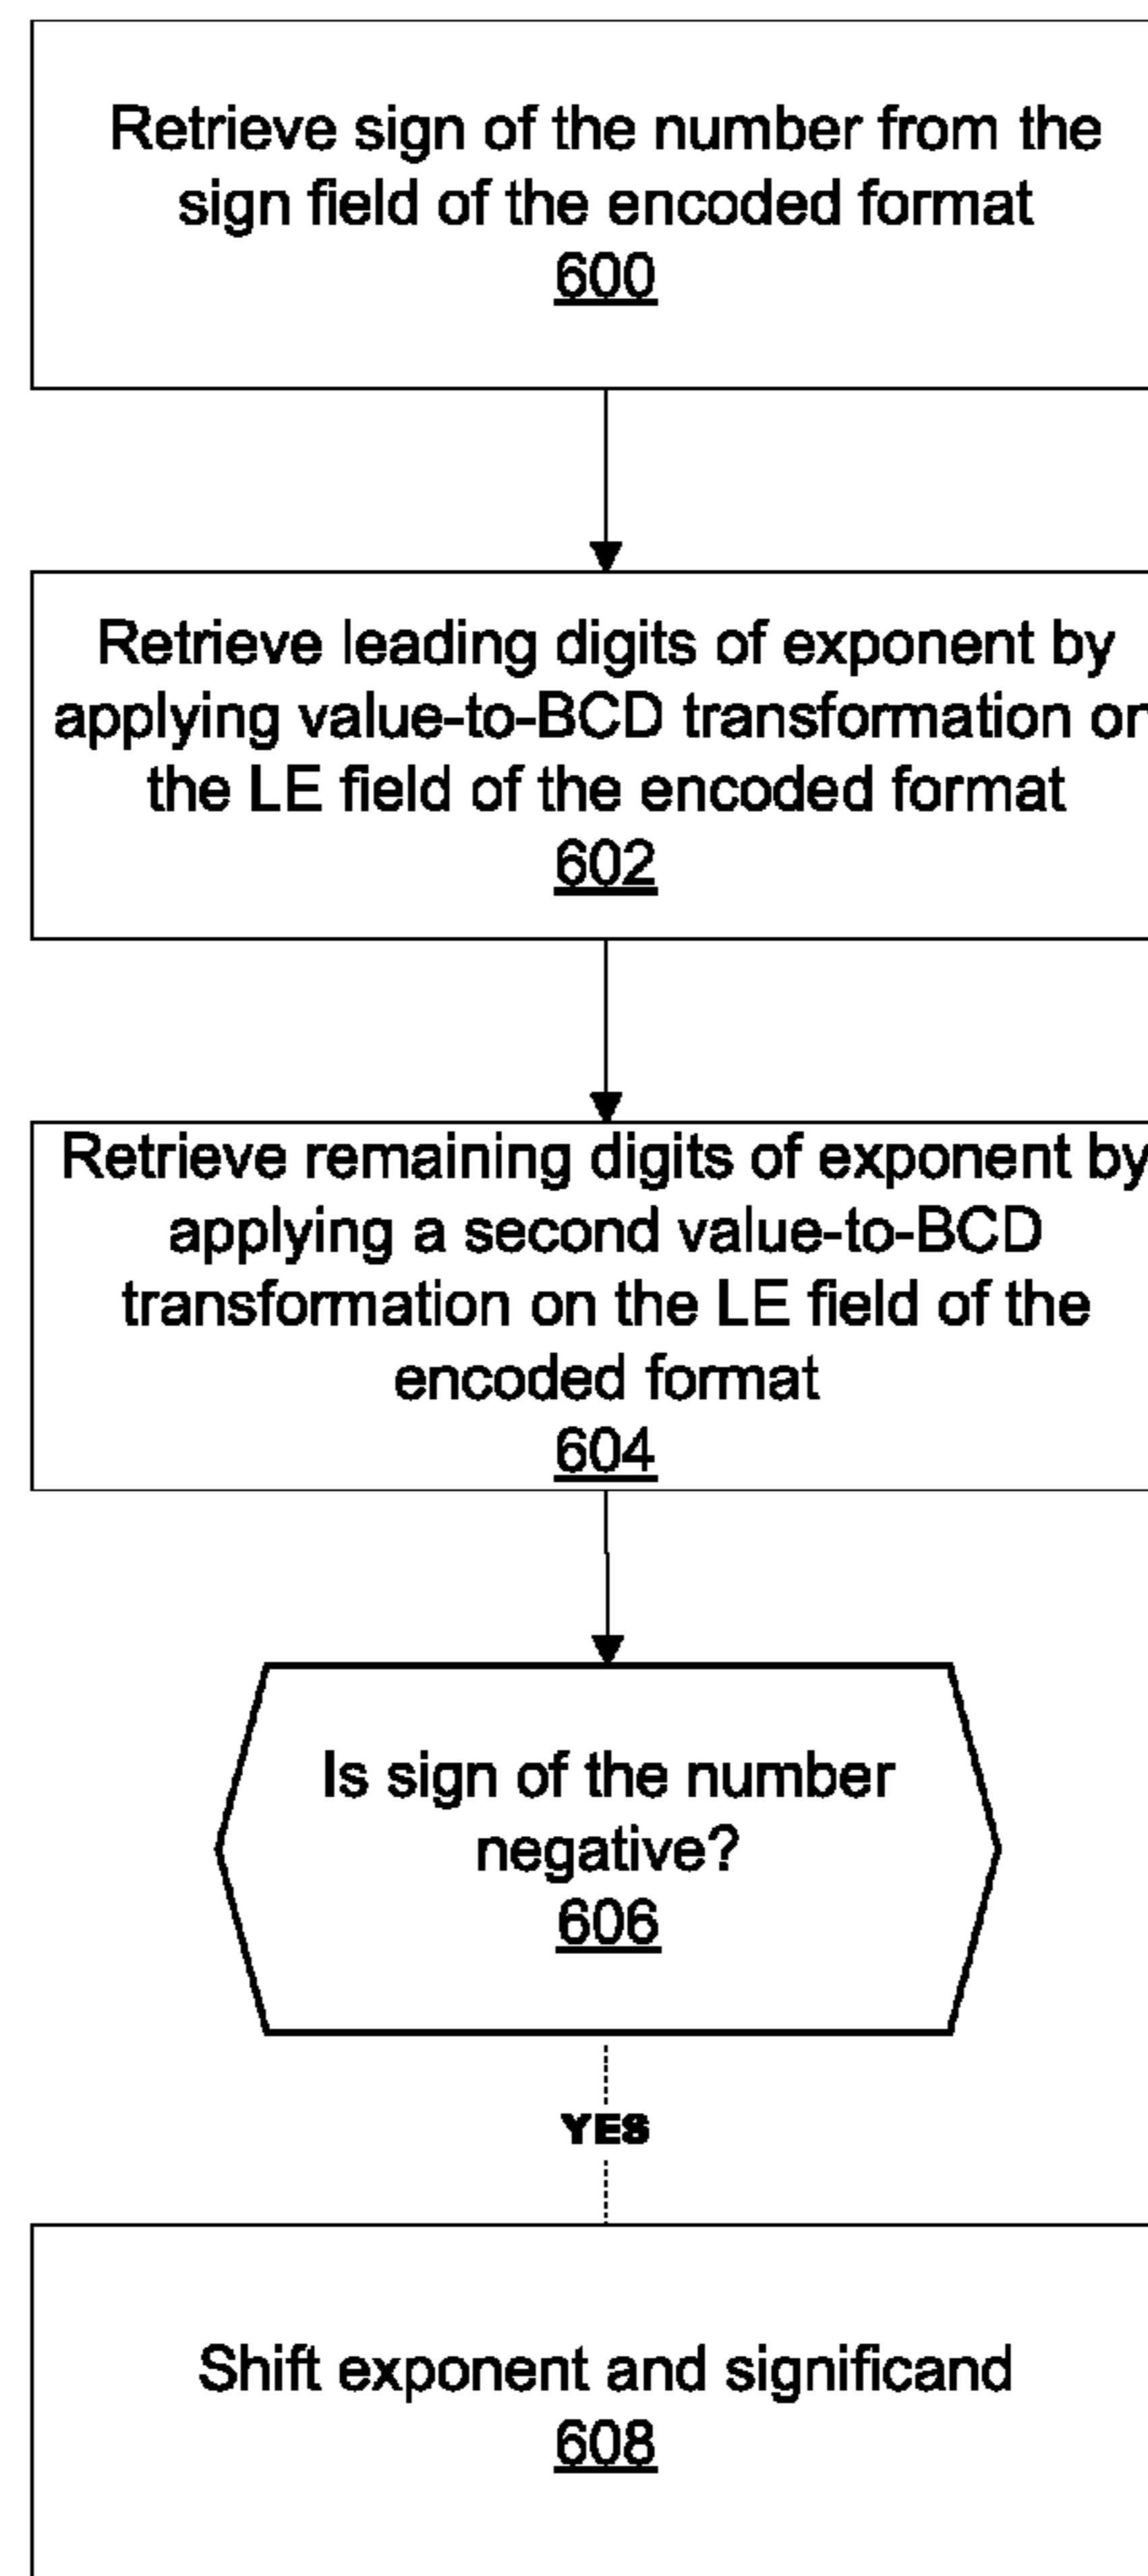 Retrieve sign of the number from the
sign field of the encoded format
600
Retrieve leading digits of exponent by
applying value-to-BCD transformation on
the LE field of the encoded format
602
Retrieve remaining digits of exponent by
applying a second value-to-BCD
transformation on the LE field of the
encoded format
604
Is sign of the number
negative?
606
YES
Shift exponent and significand
608